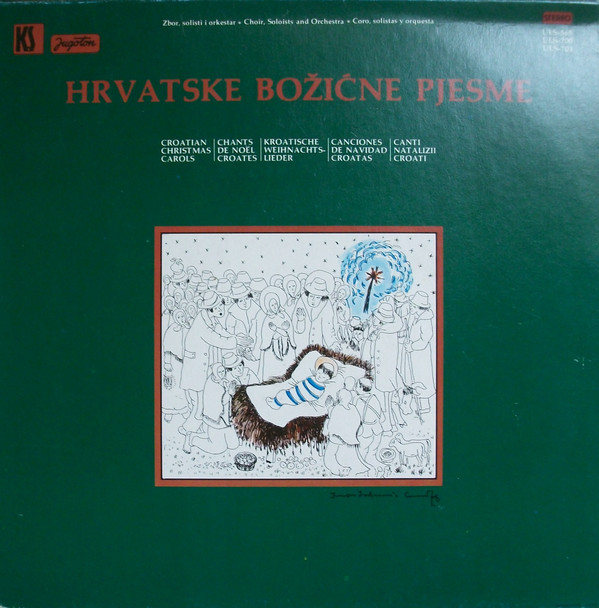 Zbor, solisti i orkestar • Choir, Soloists and Orchestra • Coro, solistas y orquesta
STEREO
KS
Jugoton
HRVATSKE BOŽIĆNE PJESME
CROATIAN
CHRISTMAS
CAROLS
CHANTS
DE NOËL
CROATES
KROATISCHE
WEIHNACHTS-
LIEDER
CANCIONES
DE NAVIDAD
CROATAS
CANTI
NATALIZII
CROATI